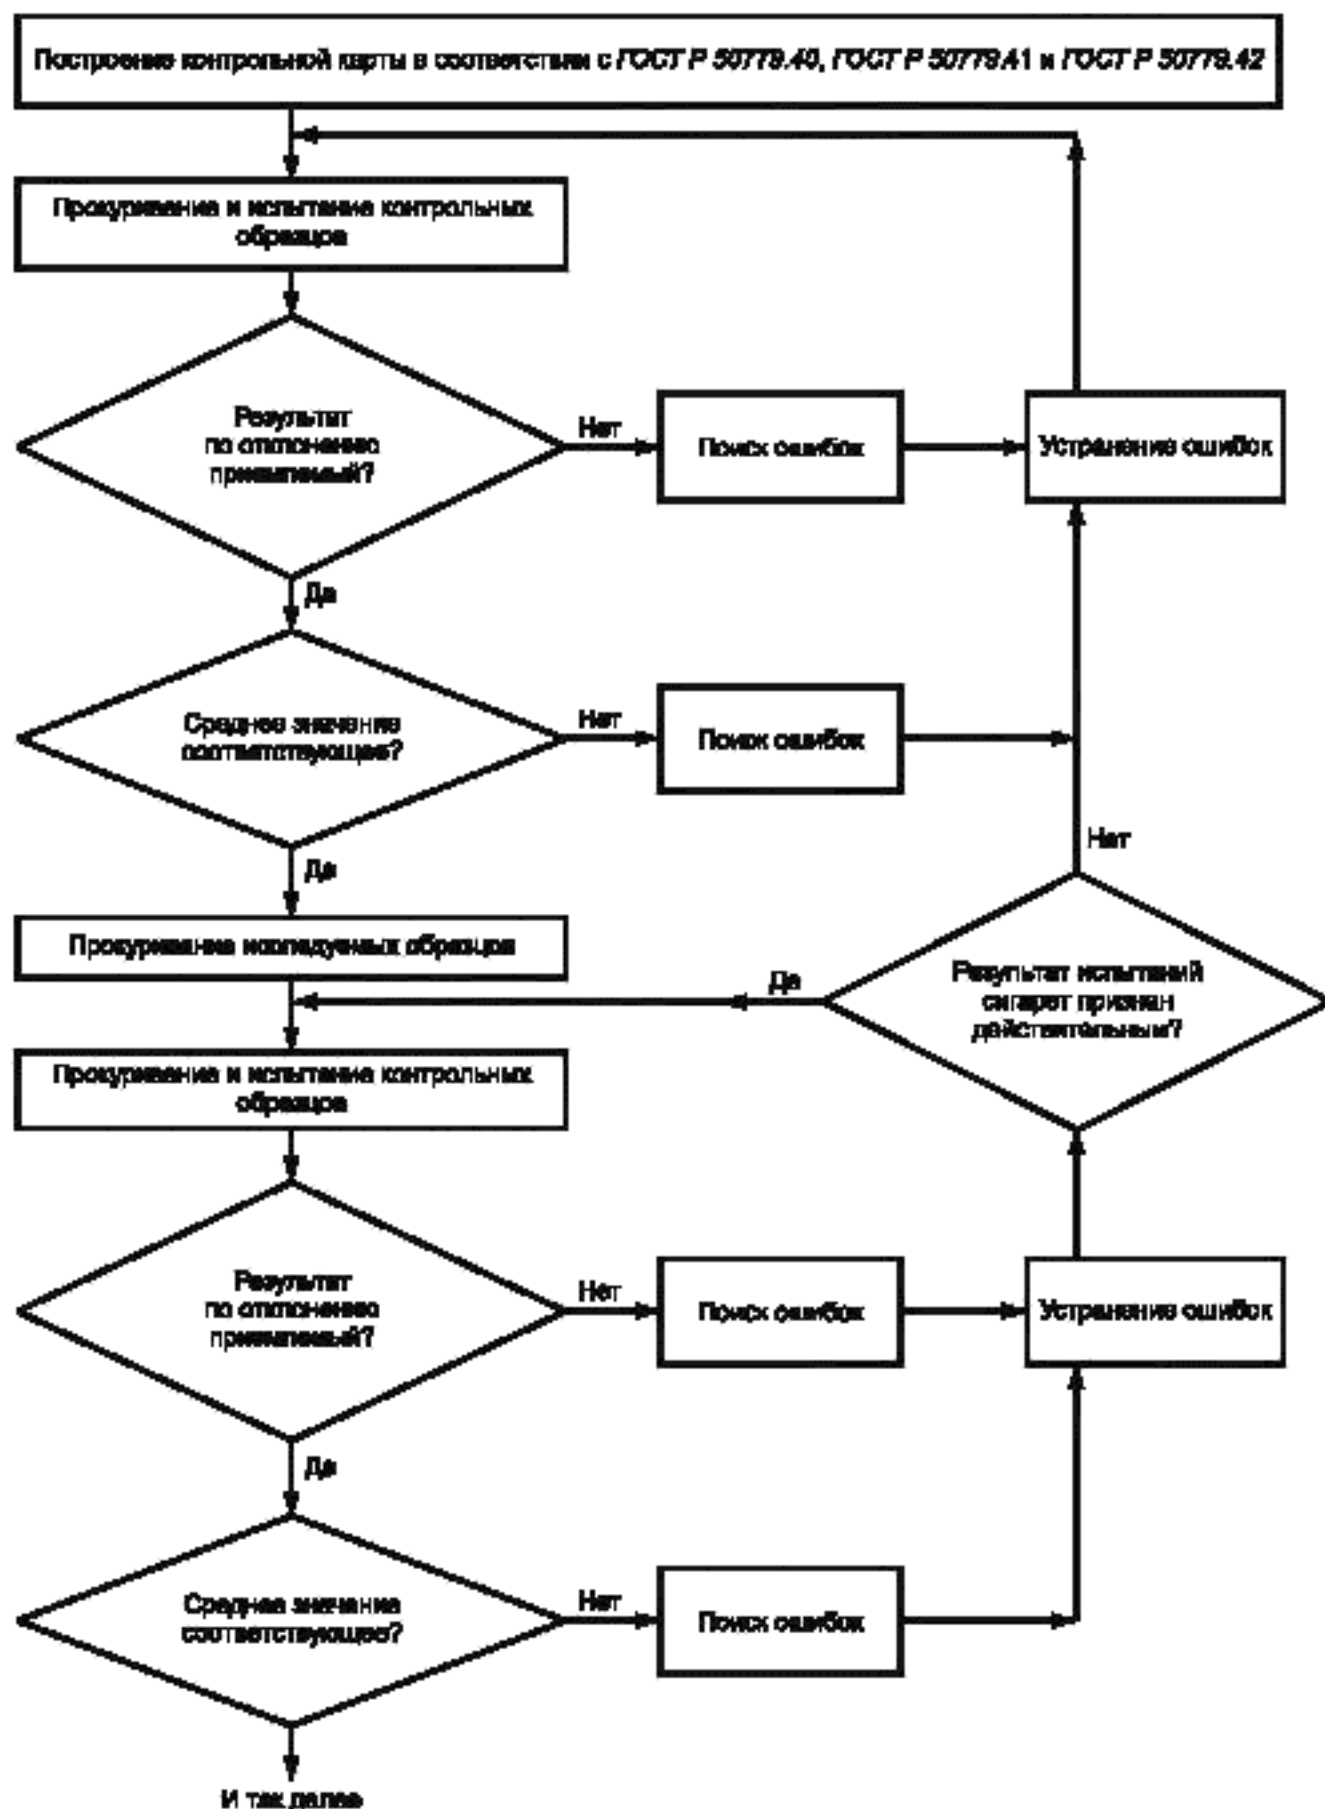 Построение контрольной карты в соответствии с ГОСТ Р 50779.40, ГОСТ Р 50779.41 и ГОСТ Р 50779.42
Прокуривание и испытание контрольных
образцов
Результат
по отклонению
приемлемый?
Нет
Поиск ошибок
Устранение ошибок
Да
Среднее значение
соответствующее?
Нет
Поиск ошибок
Да
Нет
Прокуривание исследуемых образцов
Результат испытаний
сигарет признан
действительным?
Да
Прокуривание и испытание контрольных
образцов
Результат
по отклонению
приемлемый?
Нет
Поиск ошибок
Устранение ошибок
Да
Среднее значение
соответствующее?
Нет
Поиск ошибок
И так далее